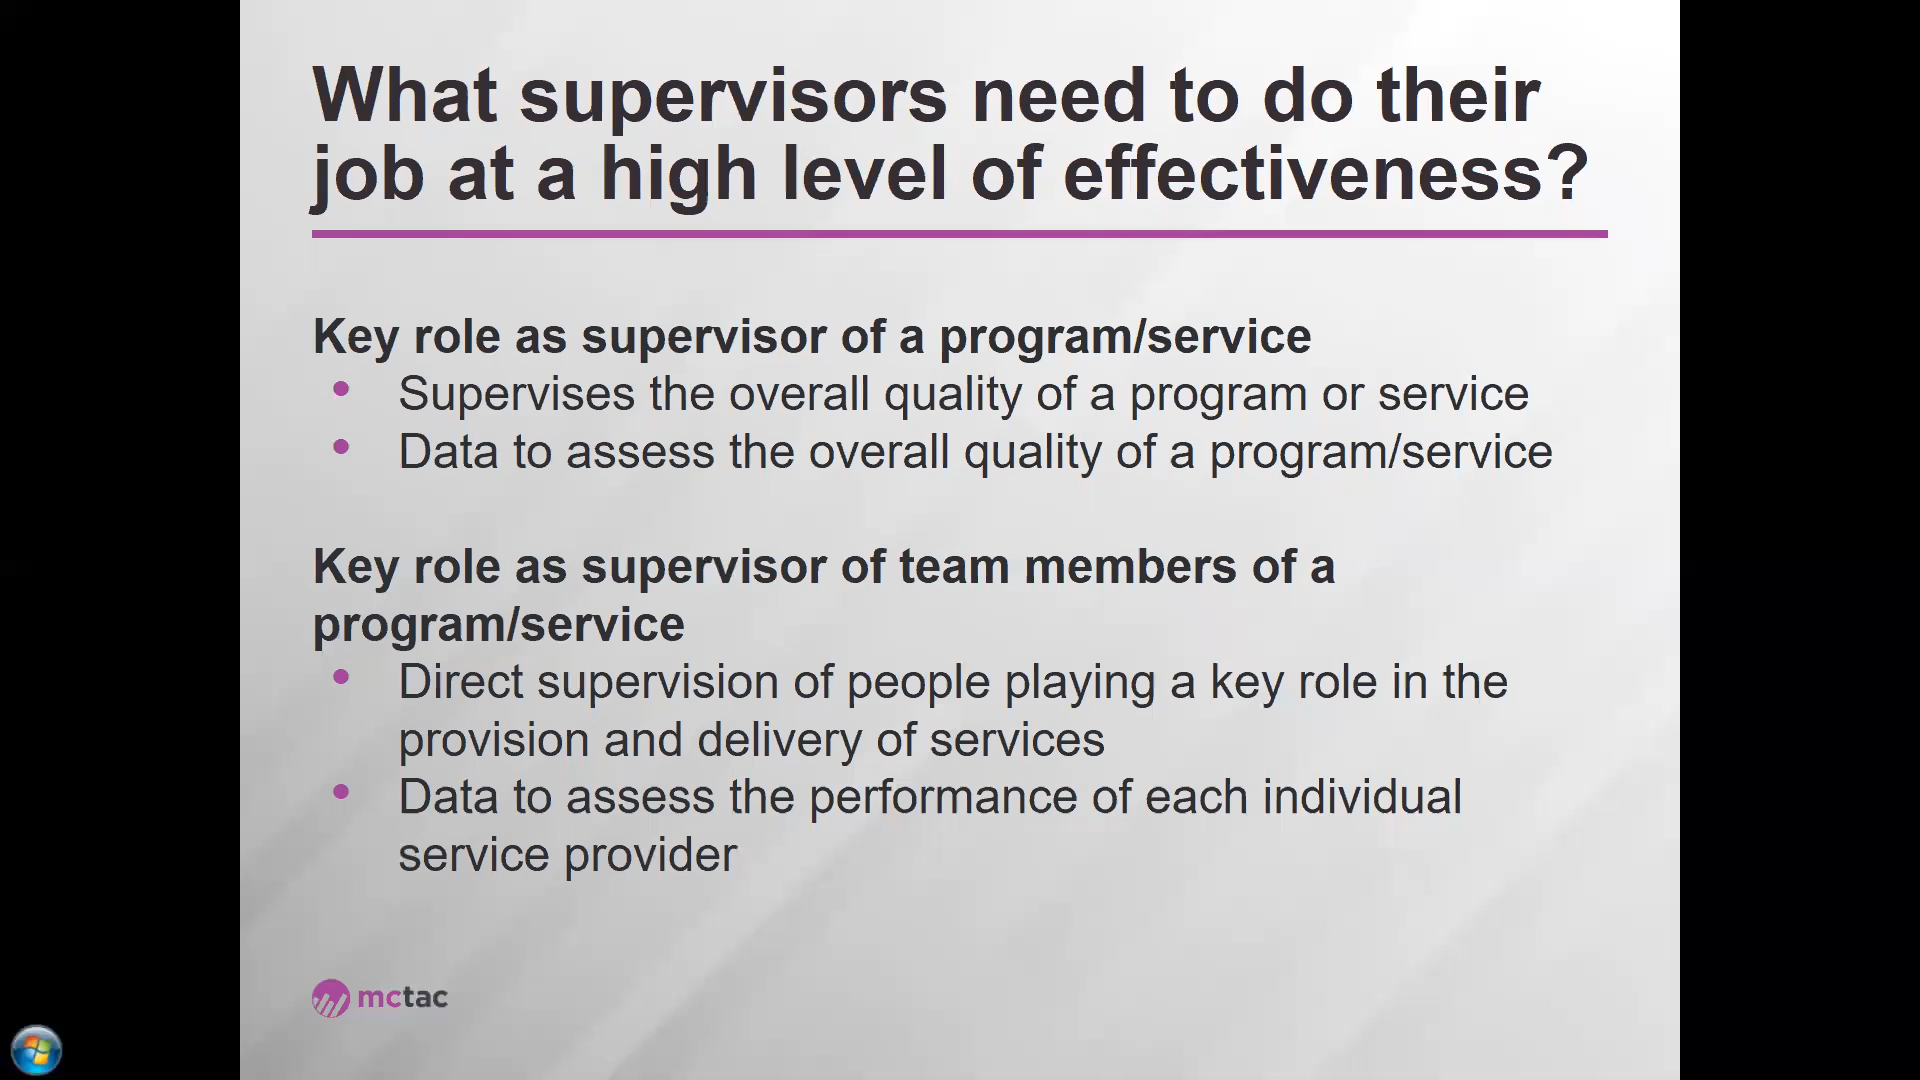 What supervisors need to do their
job at a high level of effectiveness?
Key role as supervisor of a program/service
• Supervises the overall quality of a program or service
• Data to assess the overall quality of a program/service
Key role as supervisor of team members of a
program/service
• Direct supervision of people playing a key role in the
provision and delivery of services
• Data to assess the performance of each individual
service provider
mctac